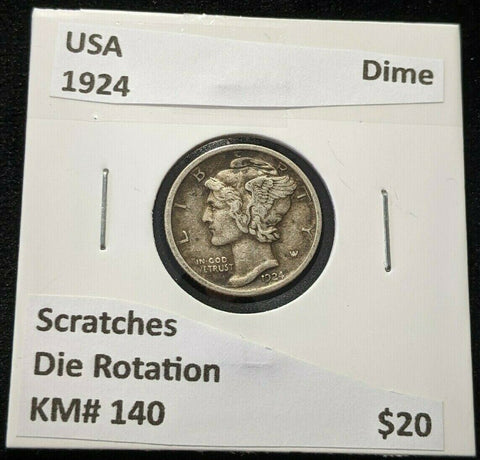 USA
1924 Dime
LIBERTY
IN·GOD
WE TRUST
1924
Scratches
Die Rotation
KM# 140
$20